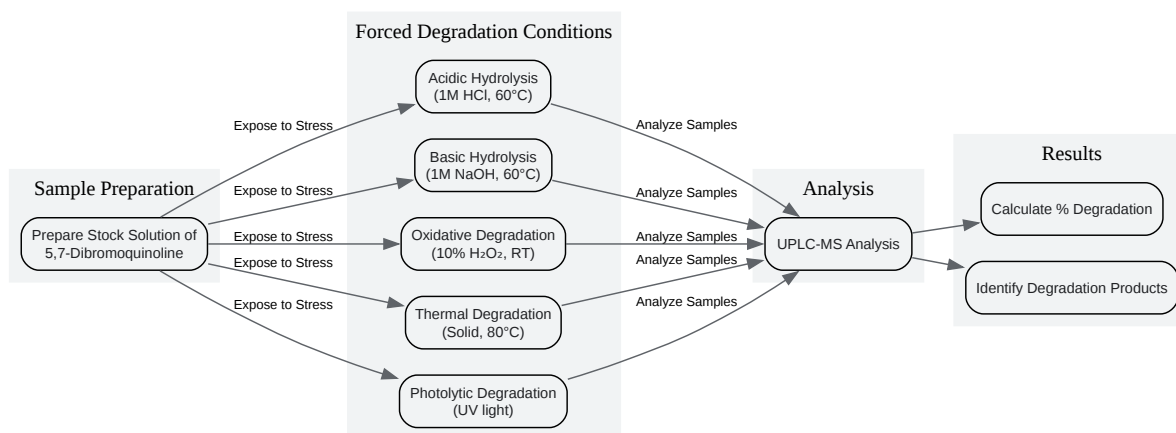 Sample Preparation
Prepare Stock Solution of
5,7-Dibromoquinoline
Expose to Stress
Expose to Stress
Expose to Stress
Expose to Stress
Expose to Stress
Forced Degradation Conditions
Acidic Hydrolysis
(1M HCl, 60°C)
Basic Hydrolysis
(1M NaOH, 60°C)
Oxidative Degradation
(10% H₂O₂, RT)
Thermal Degradation
(Solid, 80°C)
Photolytic Degradation
(UV light)
Analyze Samples
Analyze Samples
Analyze Samples
Analyze Samples
Analyze Samples
Analysis
UPLC-MS Analysis
Results
Calculate % Degradation
Identify Degradation Products